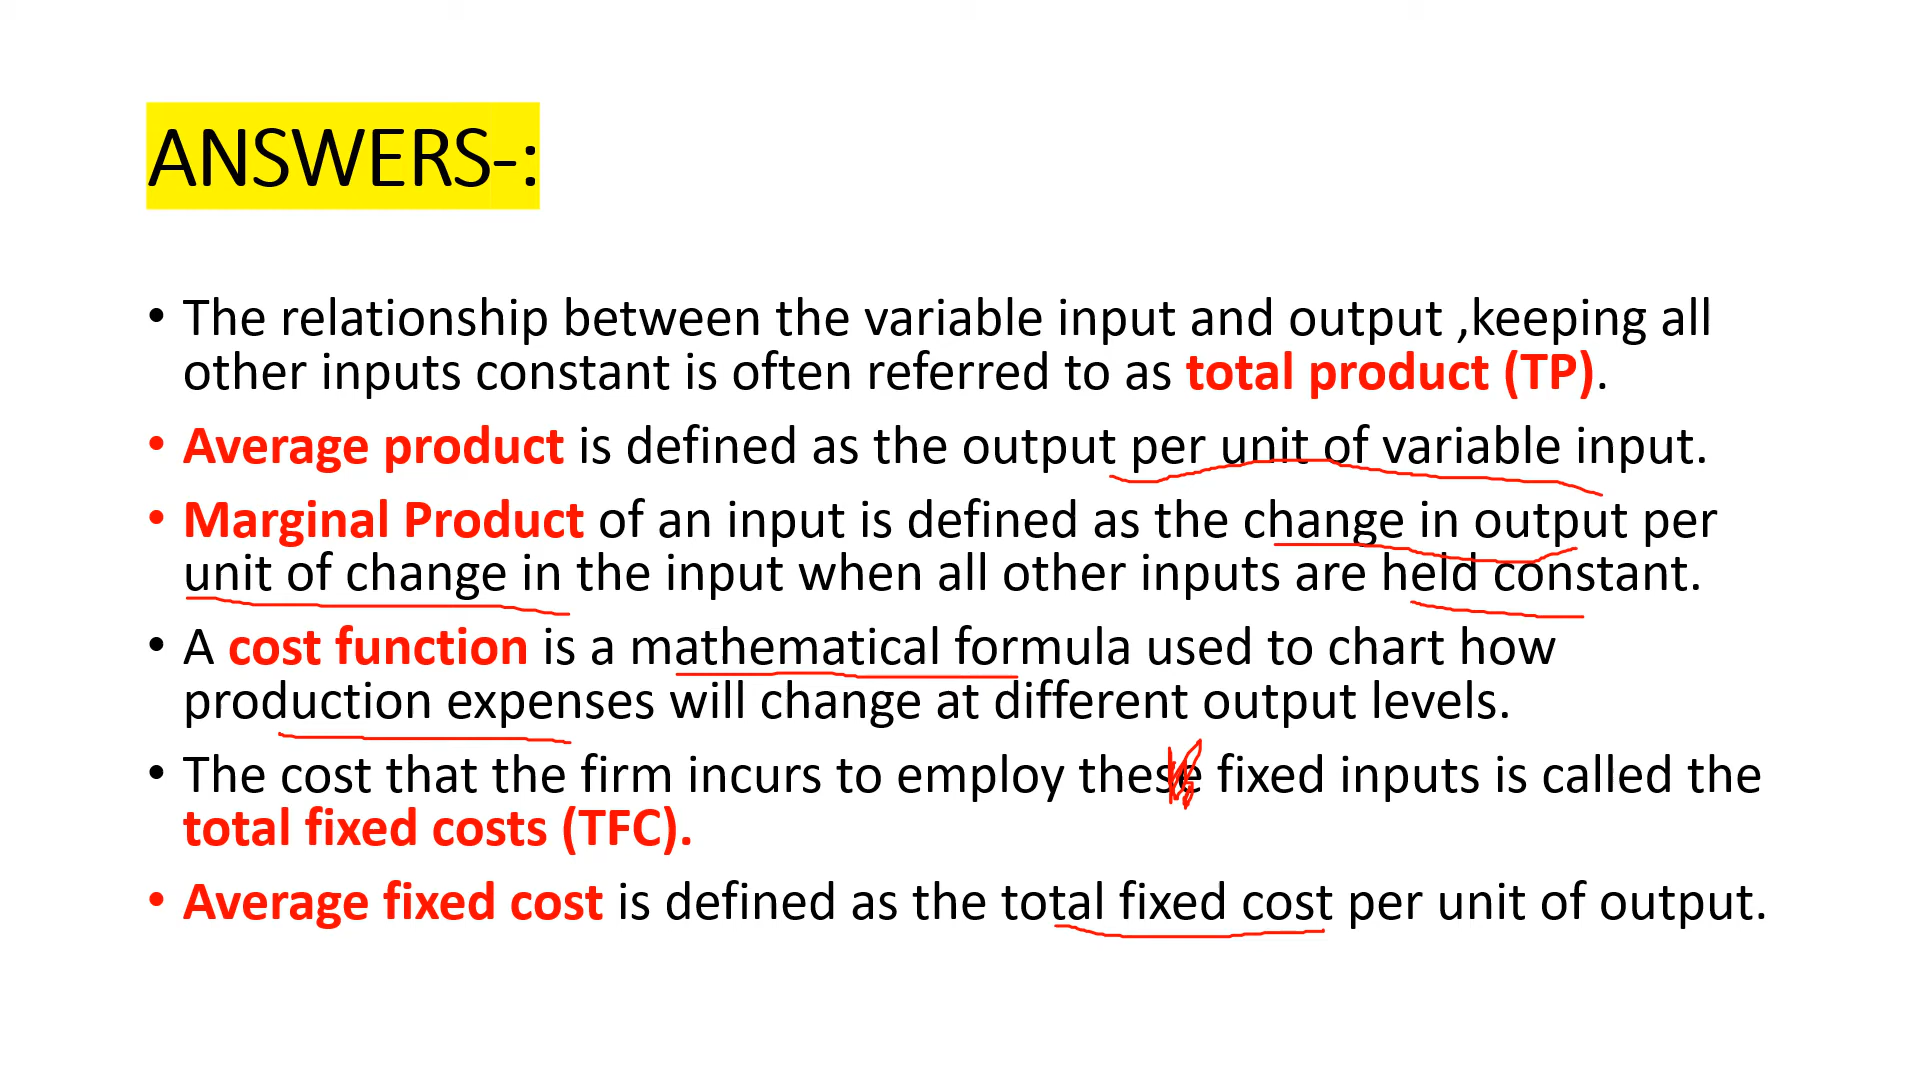 ANSWERS-:
• The relationship between the variable input and output ,keeping all
other inputs constant is often referred to as total product (TP).
• Average product is defined as the output per unit of variable input.
• Marginal Product of an input is defined as the change in output per
unit of change in the input when all other inputs are held constant.
• A cost function is a mathematical formula used to chart how
production expenses will change at different output levels.
• The cost that the firm incurs to employ these fixed inputs is called the
total fixed costs (TFC).
• Average fixed cost is defined as the total fixed cost per unit of output.